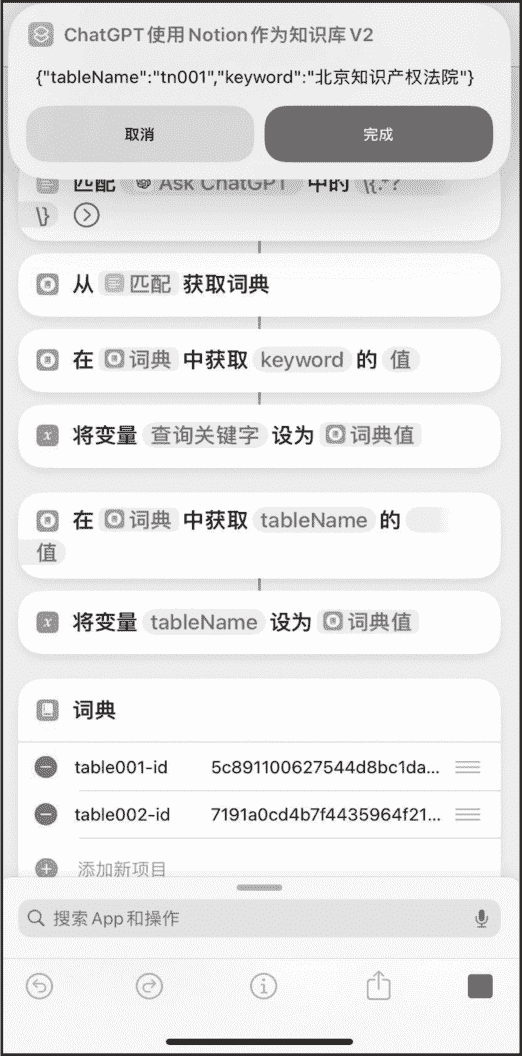 ChatGPT使用Notion作为知识库V2
{"tableName":"tn001","keyword":"北京知识产权法院"}
取消
完成
匹配 Ask ChatGPT 中的 \{.*?
\}
从 匹配 获取词典
在 词典 中获取 keyword 的 值
将变量 查询关键字 设为 词典值
在 词典 中获取 tableName 的
值
将变量 tableName 设为 词典值
词典
table001-id 5c891100627544d8bc1da...
table002-id 7191a0cd4b7f4435964f21...
添加新项目
搜索App和操作